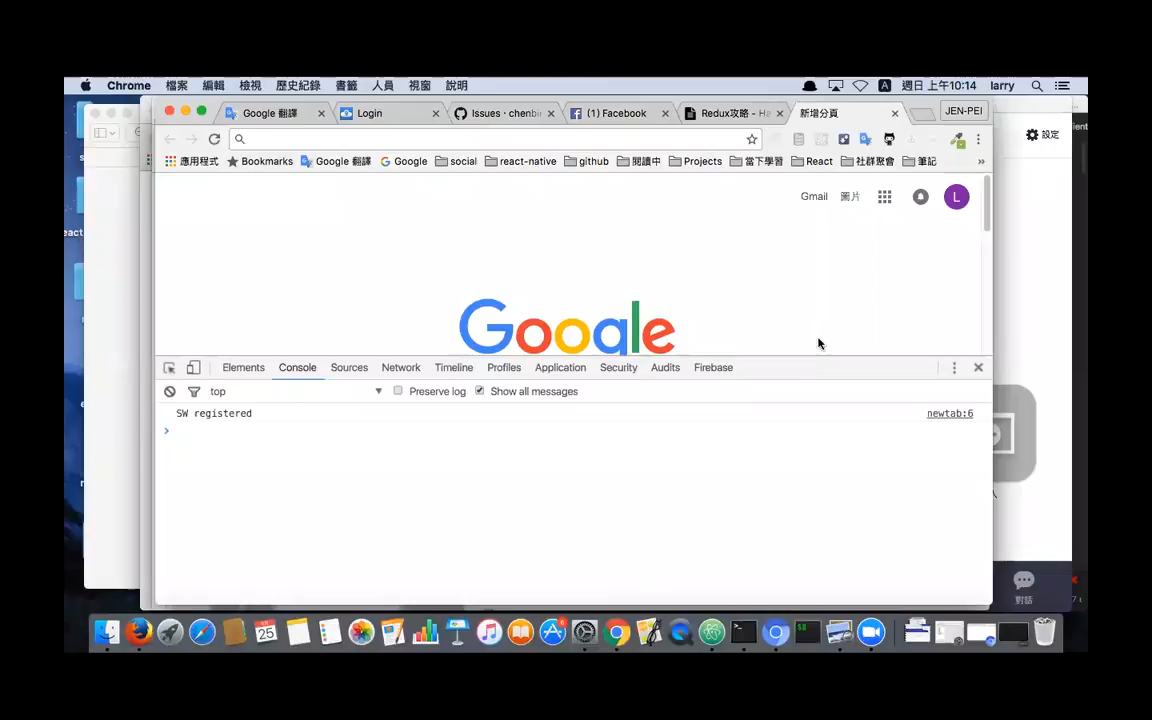 Chrome 檔案 編輯 檢視 歷史紀錄 書籤 人員 視窗 說明 A 週日 上午10:14 larry
Google 翻譯 Login Issues · chenbi (1) Facebook Redux攻略 - Ha 新增分頁 JEN-PEI
設定
應用程式 Bookmarks Google 翻譯 Google social react-native github 閱讀中 Projects 當下學習 React 社群聚會 筆記 »
Gmail 圖片 L
eact
Google
Elements Console Sources Network Timeline Profiles Application Security Audits Firebase
top Preserve log Show all messages
SW registered newtab:6
對話
25